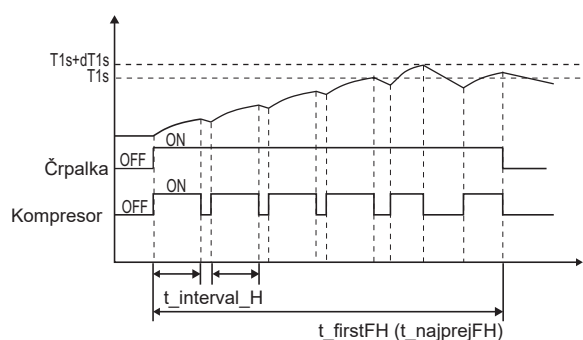 T1s+dT1s
T1s
ON
OFF
Črpalka
ON
OFF
Kompresor
t_interval_H
t_firstFH (t_najprejFH)